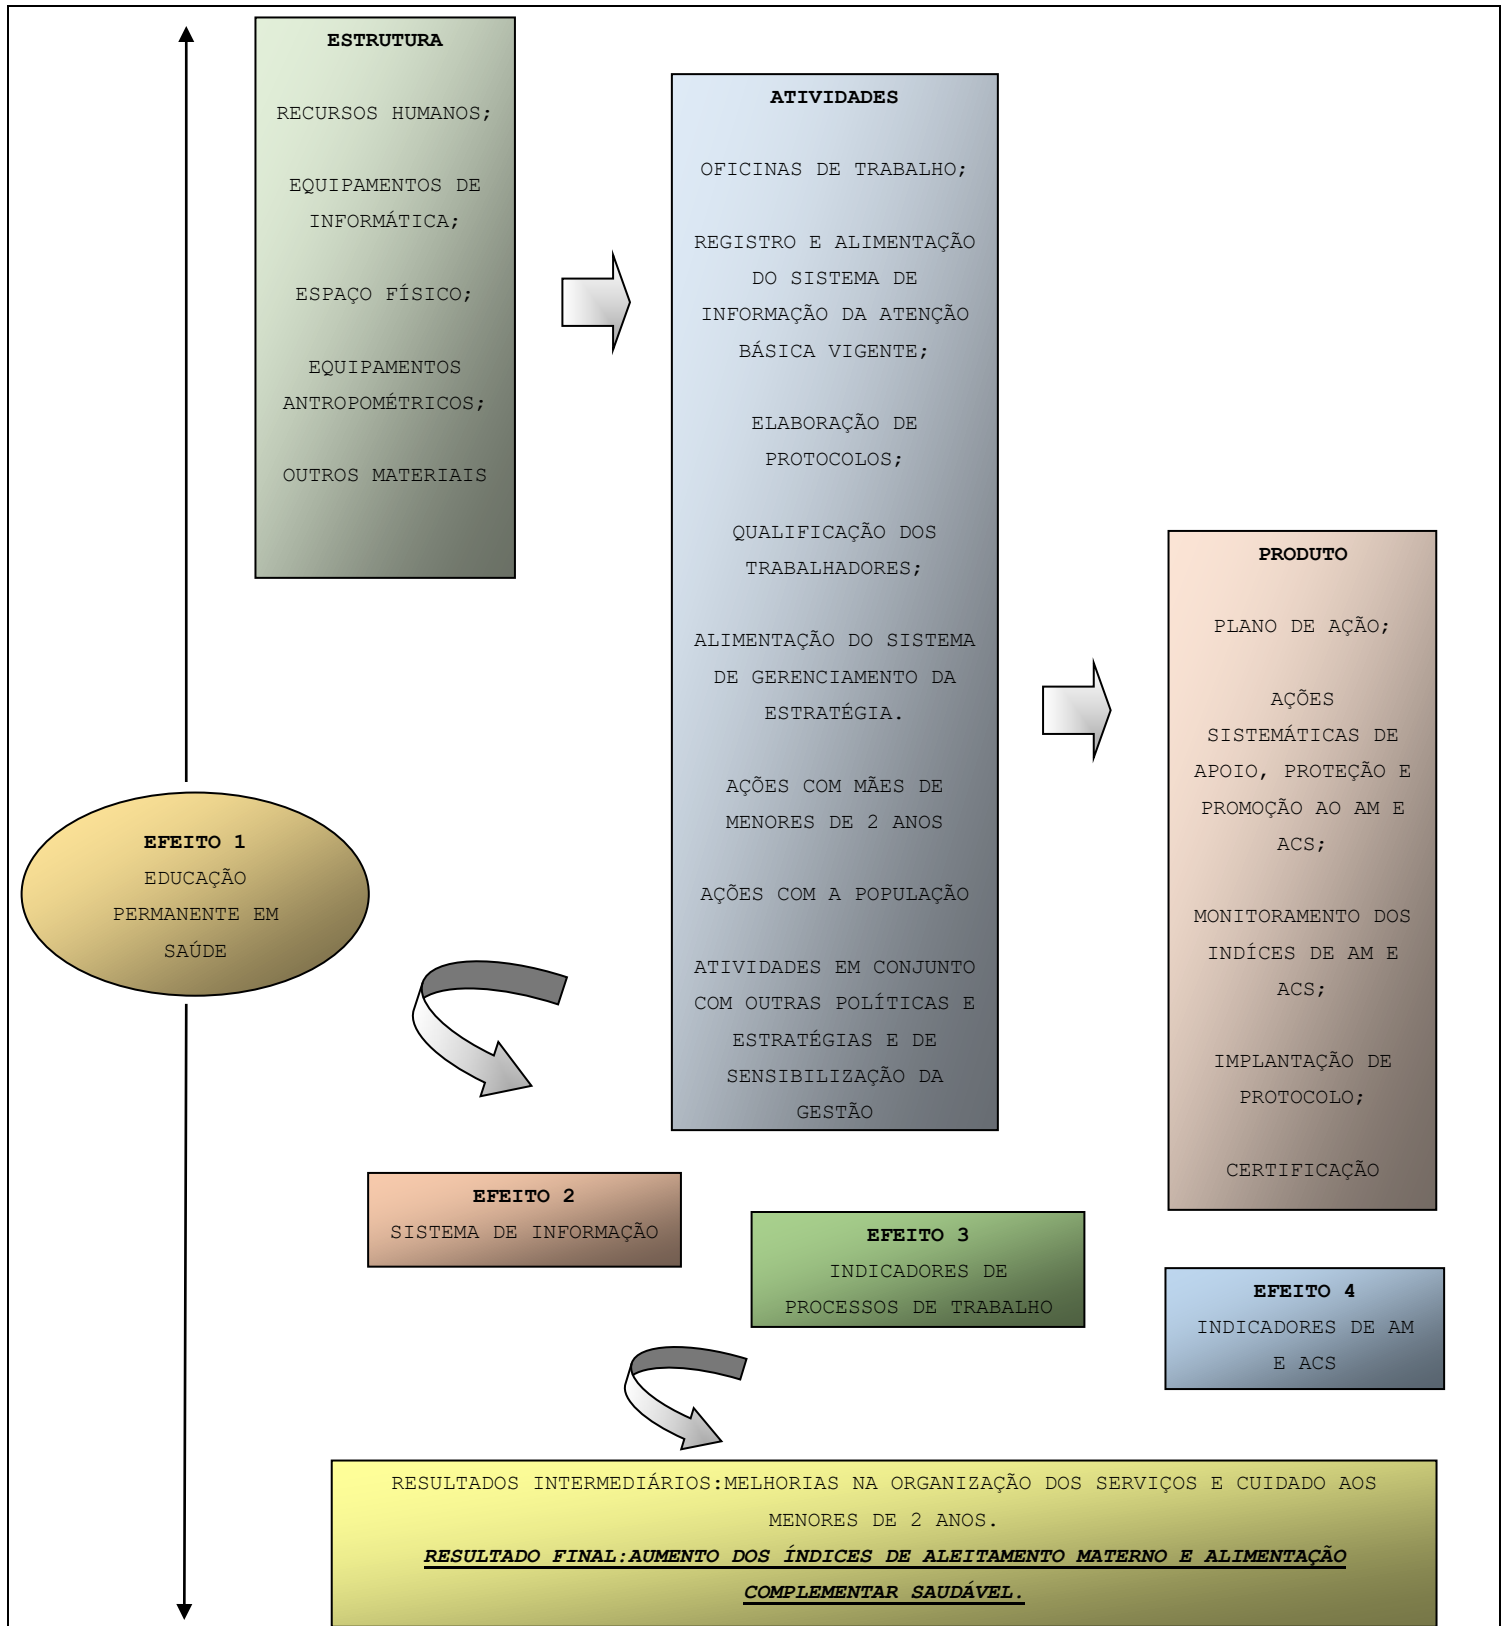 ESTRUTURA
RECURSOS HUMANOS;
EQUIPAMENTOS DE
INFORMÁTICA;
ESPAÇO FÍSICO;
EQUIPAMENTOS
ANTROPOMÉTRICOS;
OUTROS MATERIAIS
ATIVIDADES
OFICINAS DE TRABALHO;
REGISTRO E ALIMENTAÇÃO
DO SISTEMA DE
INFORMAÇÃO DA ATENÇÃO
BÁSICA VIGENTE;
ELABORAÇÃO DE
PROTOCOLOS;
QUALIFICAÇÃO DOS
TRABALHADORES;
ALIMENTAÇÃO DO SISTEMA
DE GERENCIAMENTO DA
ESTRATÉGIA.
AÇÕES COM MÃES DE
MENORES DE 2 ANOS
AÇÕES COM A POPULAÇÃO
ATIVIDADES EM CONJUNTO
COM OUTRAS POLÍTICAS E
ESTRATÉGIAS E DE
SENSIBILIZAÇÃO DA
GESTÃO
PRODUTO
PLANO DE AÇÃO;
AÇÕES
SISTEMÁTICAS DE
APOIO, PROTEÇÃO E
PROMOÇÃO AO AM E
ACS;
MONITORAMENTO DOS
INDÍCES DE AM E
ACS;
IMPLANTAÇÃO DE
PROTOCOLO;
CERTIFICAÇÃO
EFEITO 1
EDUCAÇÃO
PERMANENTE EM
SAÚDE
EFEITO 2
SISTEMA DE INFORMAÇÃO
EFEITO 3
INDICADORES DE
PROCESSOS DE TRABALHO
EFEITO 4
INDICADORES DE AM
E ACS
RESULTADOS INTERMEDIÁRIOS:MELHORIAS NA ORGANIZAÇÃO DOS SERVIÇOS E CUIDADO AOS
MENORES DE 2 ANOS.
RESULTADO FINAL:AUMENTO DOS ÍNDICES DE ALEITAMENTO MATERNO E ALIMENTAÇÃO
COMPLEMENTAR SAUDÁVEL.